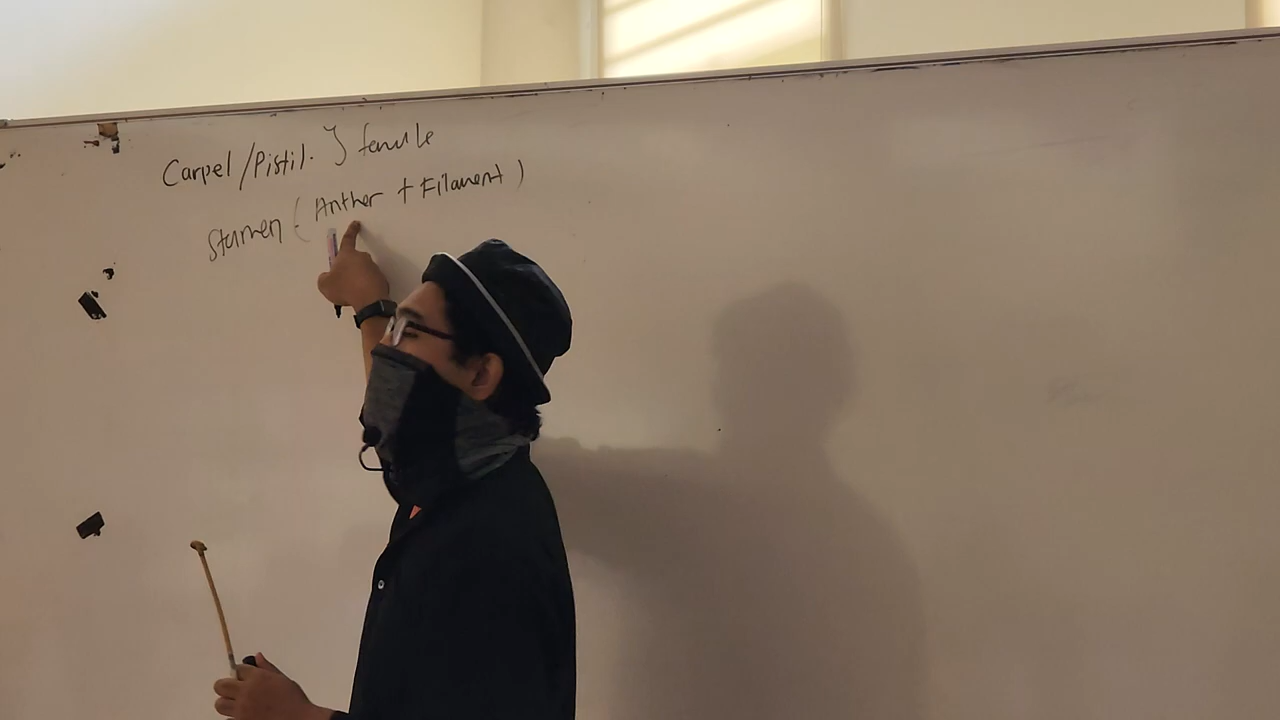 Carpel /Pistil. } female
Stamen ( Anther + Filament )